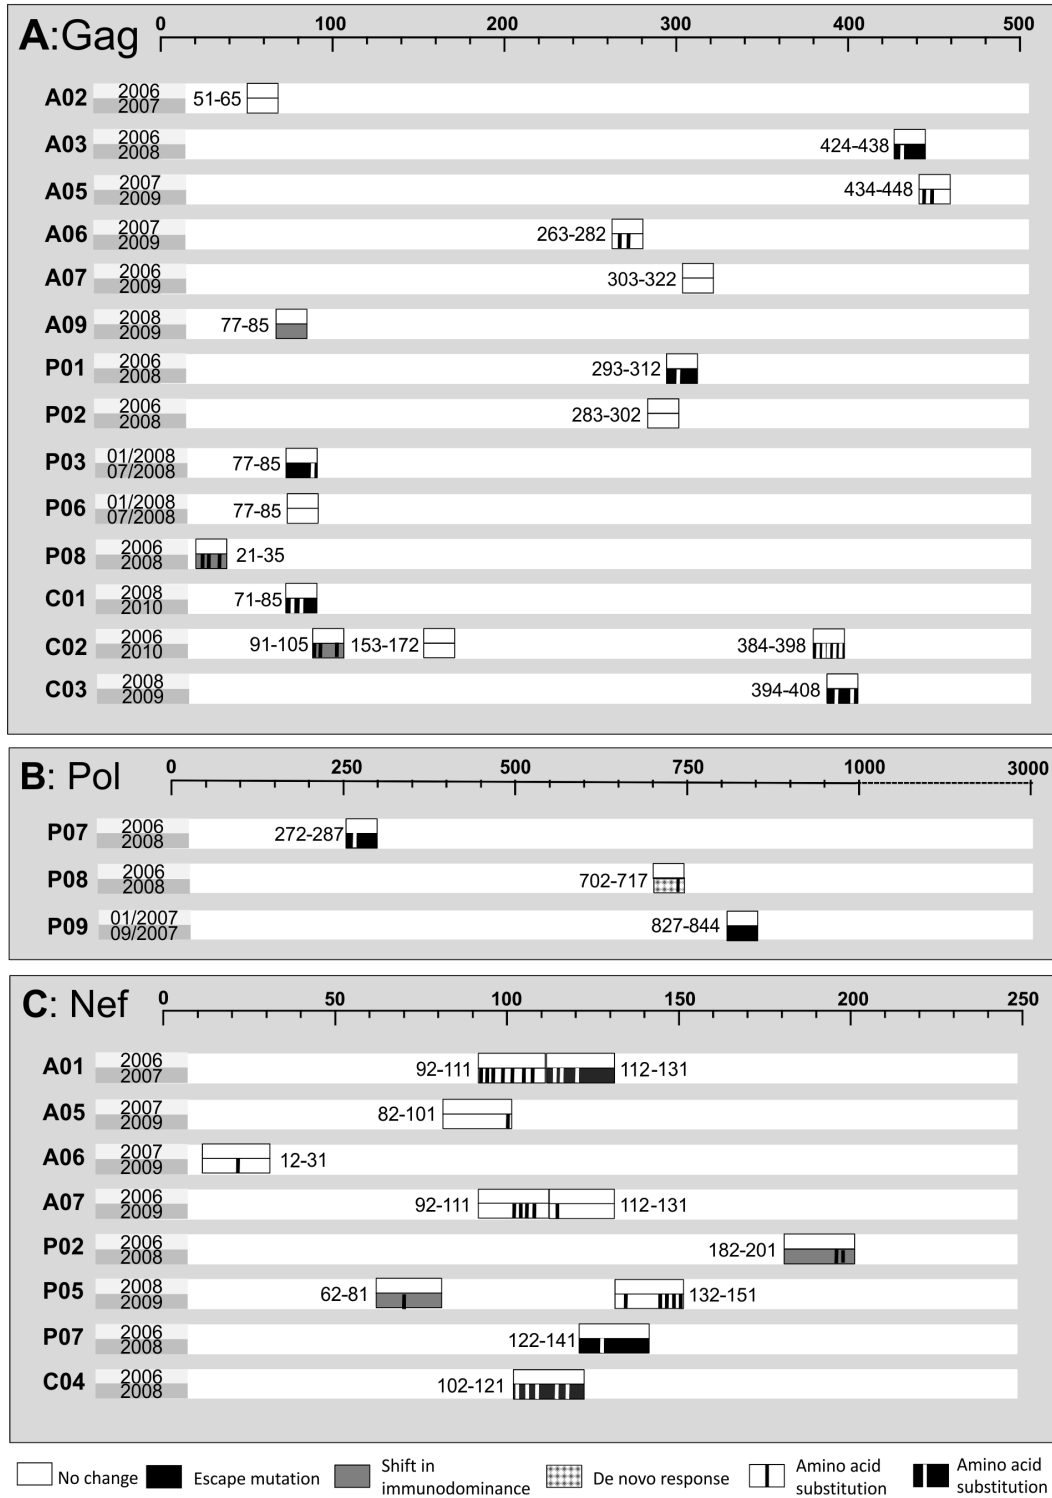 A:Gag
0 100 200 300 400 500
A02 2006 51-65
2007
A03 2006 424-438
2008
A05 2007 434-448
2009
A06 2007 263-282
2009
A07 2006 303-322
2009
A09 2008 77-85
2009
P01 2006 293-312
2008
P02 2006 283-302
2008
P03 01/2008 77-85
07/2008
P06 01/2008 77-85
07/2008
P08 2006 21-35
2008
C01 2008 71-85
2010
C02 2006 91-105 153-172 384-398
2010
C03 2008 394-408
2009
B: Pol
0 250 500 750 1000 3000
P07 2006 272-287
2008
P08 2006 702-717
2008
P09 01/2007 827-844
09/2007
C: Nef
0 50 100 150 200 250
A01 2006 92-111 112-131
2007
A05 2007 82-101
2009
A06 2007 12-31
2009
A07 2006 92-111 112-131
2009
P02 2006 182-201
2008
P05 2008 62-81 132-151
2009
P07 2006 122-141
2008
C04 2006 102-121
2008
No change
Escape mutation
Shift in
immunodominance
De novo response
Amino acid
substitution
Amino acid
substitution